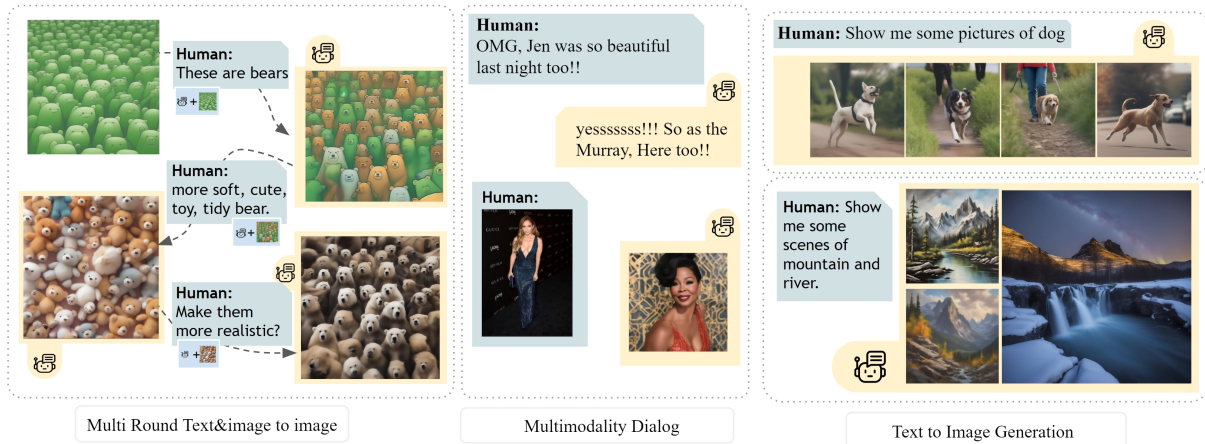 Human:
These are bears
Human:
more soft, cute,
toy, tidy bear.
Human:
Make them
more realistic?
Multi Round Text&image to image
Human:
OMG, Jen was so beautiful
last night too!!
yesssssss!!! So as the
Murray, Here too!!
Human:
Multimodality Dialog
Human: Show me some pictures of dog
Human: Show
me some
scenes of
mountain and
river.
Text to Image Generation